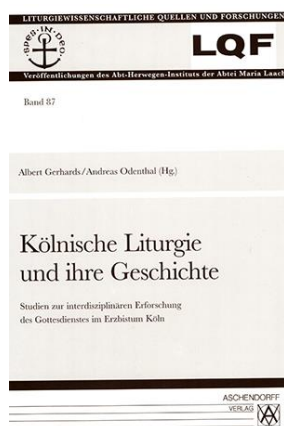 LITURGIEWISSENSCHAFTLICHE QUELLEN UND FORSCHUNGEN
SPES·IN·DEO
LQF
Veröffentlichungen des Abt-Herwegen-Instituts der Abtei Maria Laach
Band 87
Albert Gerhards/Andreas Odenthal (Hg.)
Kölnische Liturgie
und ihre Geschichte
Studien zur interdisziplinären Erforschung
des Gottesdienstes im Erzbistum Köln
ASCHENDORFF
VERLAG